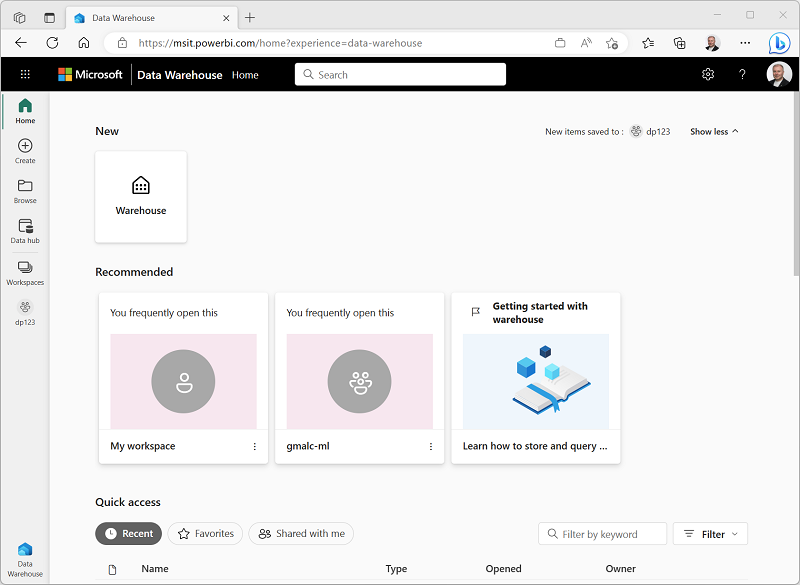 Data Warehouse
https://msit.powerbi.com/home?experience=data-warehouse
Microsoft
Data Warehouse
Home
Search
?
Home
Create
Browse
Data hub
Workspaces
dp123
Data
Warehouse
New
New items saved to :
dp123
Show less
Warehouse
Recommended
You frequently open this
My workspace
You frequently open this
gmalc-ml
Getting started with
warehouse
Learn how to store and query ...
Quick access
Recent
Favorites
Shared with me
Filter by keyword
Filter
Name
Type
Opened
Owner